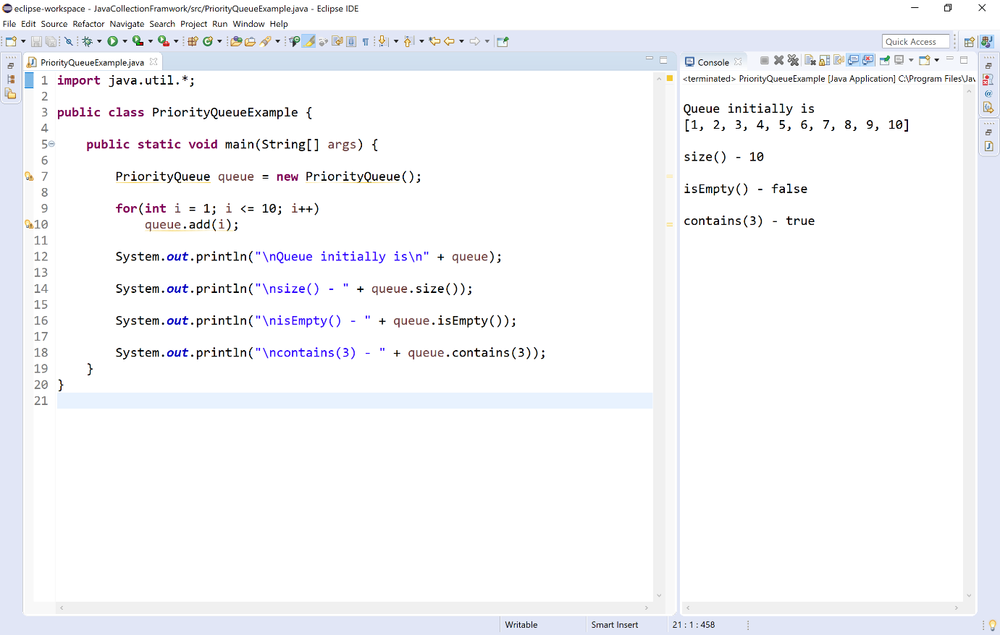 eclipse-workspace - JavaCollectionFramwork/src/PriorityQueueExample.java - Eclipse IDE
File Edit Source Refactor Navigate Search Project Run Window Help
Quick Access
PriorityQueueExample.java
1 import java.util.*;
2
3 public class PriorityQueueExample {
4
5 public static void main(String[] args) {
6
7 PriorityQueue queue = new PriorityQueue();
8
9 for(int i = 1; i <= 10; i++)
10 queue.add(i);
11
12 System.out.println("\nQueue initially is\n" + queue);
13
14 System.out.println("\nsize() - " + queue.size());
15
16 System.out.println("\nisEmpty() - " + queue.isEmpty());
17
18 System.out.println("\ncontains(3) - " + queue.contains(3));
19 }
20 }
21
Console
<terminated> PriorityQueueExample [Java Application] C:\Program Files\Jav
Queue initially is
[1, 2, 3, 4, 5, 6, 7, 8, 9, 10]
size() - 10
isEmpty() - false
contains(3) - true
Writable
Smart Insert
21 : 1 : 458